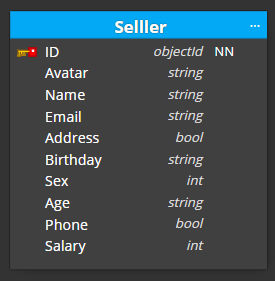 Selller ...
ID objectId NN
Avatar string
Name string
Email string
Address bool
Birthday string
Sex int
Age string
Phone bool
Salary int